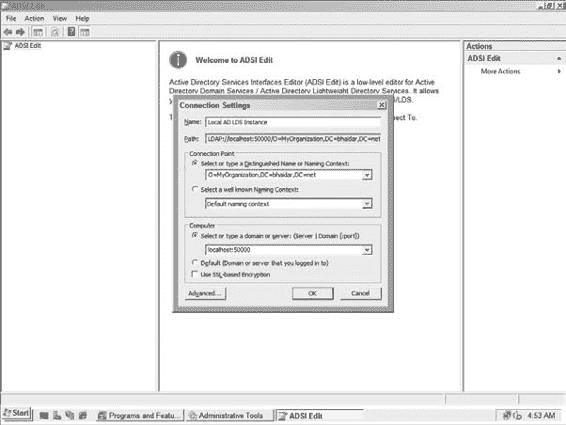 ADSI Edit
File Action View Help
ADSI Edit
Welcome to ADSI Edit
Active Directory Services Interfaces Editor (ADSI Edit) is a low-level editor for Active
Directory Domain Services / Active Directory Lightweight Directory Services. It allows
/LDS.
ect To.
Connection Settings
Name: Local AD LDS Instance
Path: LDAP://localhost:50000/O=MyOrganization,DC=bhaidar,DC=net
Connection Point
Select or type a Distinguished Name or Naming Context:
O=MyOrganization,DC=bhaidar,DC=net
Select a well known Naming Context:
Default naming context
Computer
Select or type a domain or server: (Server | Domain [:port])
localhost:50000
Default (Domain or server that you logged in to)
Use SSL-based Encryption
Advanced... OK Cancel
Actions
ADSI Edit
More Actions
Start Programs and Featu... Administrative Tools ADSI Edit 4:53 AM